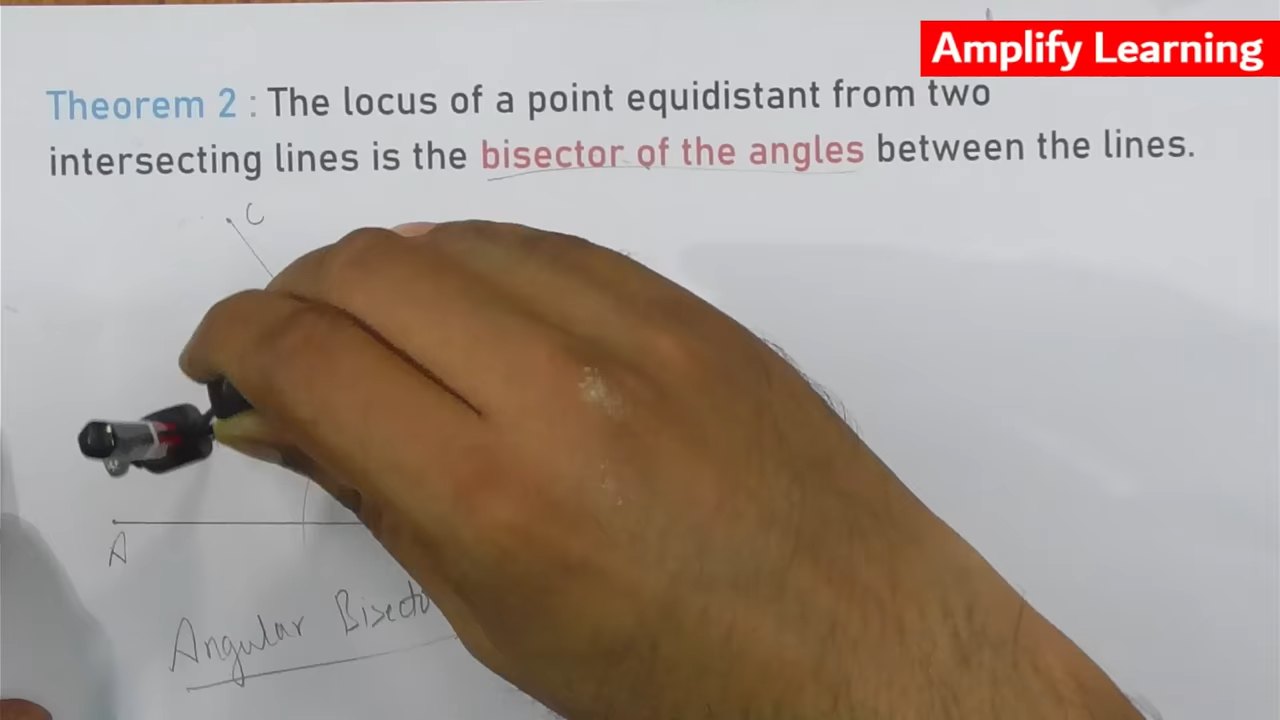 Amplify Learning
Theorem 2 : The locus of a point equidistant from two
intersecting lines is the bisector of the angles between the lines.
C
A
Angular